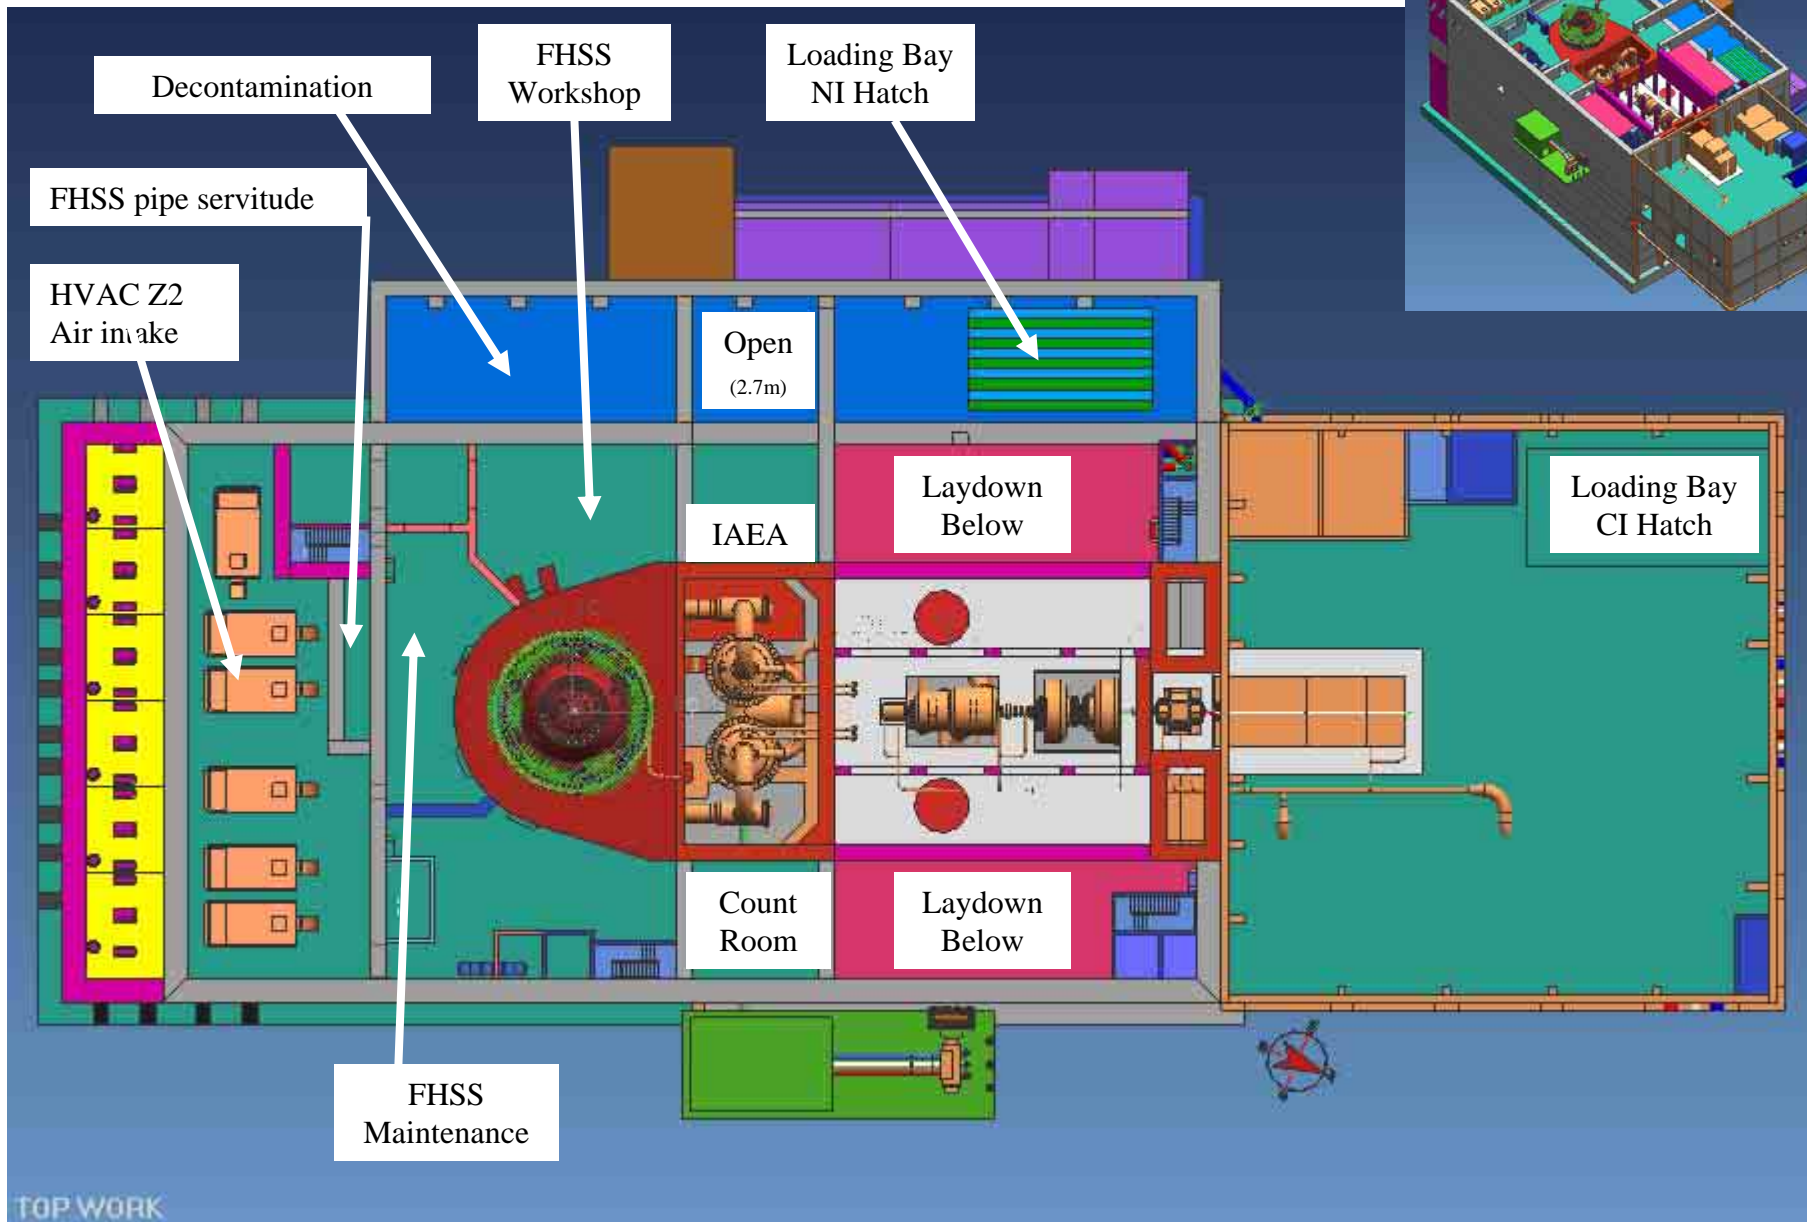 Decontamination
FHSS
Workshop
Loading Bay
NI Hatch
FHSS pipe servitude
HVAC Z2
Air intake
Open
(2.7m)
IAEA
Laydown
Below
Loading Bay
CI Hatch
Count
Room
Laydown
Below
FHSS
Maintenance
TOP WORK